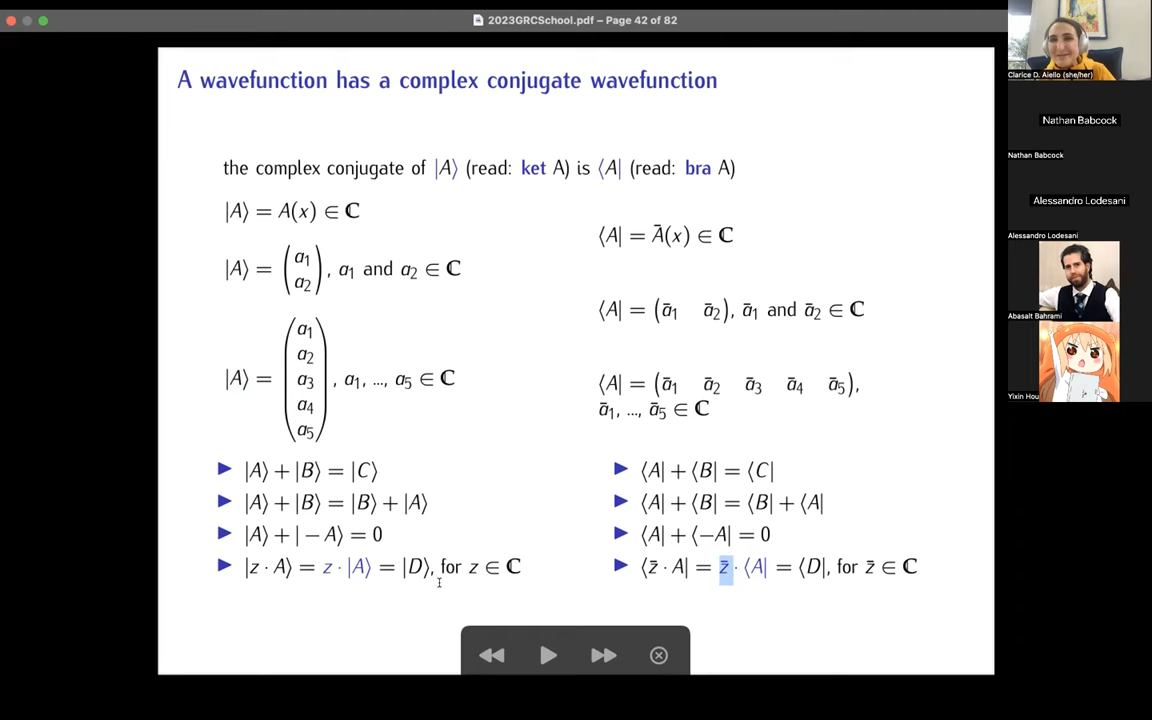 2023GRCSchool.pdf – Page 42 of 82
A wavefunction has a complex conjugate wavefunction
the complex conjugate of |A⟩ (read: ket A) is ⟨A| (read: bra A)
|A⟩ = A(x) ∈ ℂ
⟨A| = Ā(x) ∈ ℂ
|A⟩ = (a₁ a₂), a₁ and a₂ ∈ ℂ
⟨A| = (ā₁ ā₂), ā₁ and ā₂ ∈ ℂ
|A⟩ = (a₁ a₂ a₃ a₄ a₅), a₁, ..., a₅ ∈ ℂ
⟨A| = (ā₁ ā₂ ā₃ ā₄ ā₅),
ā₁, ..., ā₅ ∈ ℂ
▶ |A⟩ + |B⟩ = |C⟩
▶ |A⟩ + |B⟩ = |B⟩ + |A⟩
▶ |A⟩ + | − A⟩ = 0
▶ |z · A⟩ = z · |A⟩ = |D⟩, for z ∈ ℂ
▶ ⟨A| + ⟨B| = ⟨C|
▶ ⟨A| + ⟨B| = ⟨B| + ⟨A|
▶ ⟨A| + ⟨−A| = 0
▶ ⟨z̄ · A| = z̄ · ⟨A| = ⟨D|, for z̄ ∈ ℂ
Clarice D. Aiello (she/her)
Nathan Babcock
Nathan Babcock
Alessandro Lodesani
Alessandro Lodesani
Abasalt Bahrami
Yixin Hou